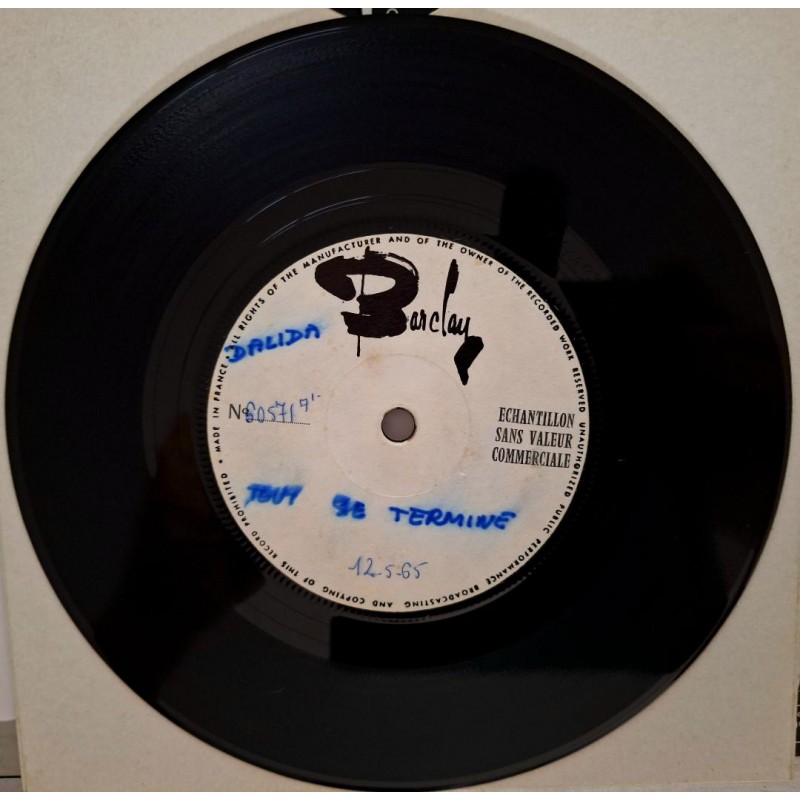 Barclay
MADE IN FRANCE • ALL RIGHTS OF THE MANUFACTURER AND OF THE OWNER OF THE RECORDED WORK RESERVED UNAUTHORIZED PUBLIC PERFORMANCE BROADCASTING AND COPYING OF THIS RECORD PROHIBITED •
DALIDA
No 60571
ECHANTILLON
SANS VALEUR
COMMERCIALE
TOUT SE TERMINE
12-5-65